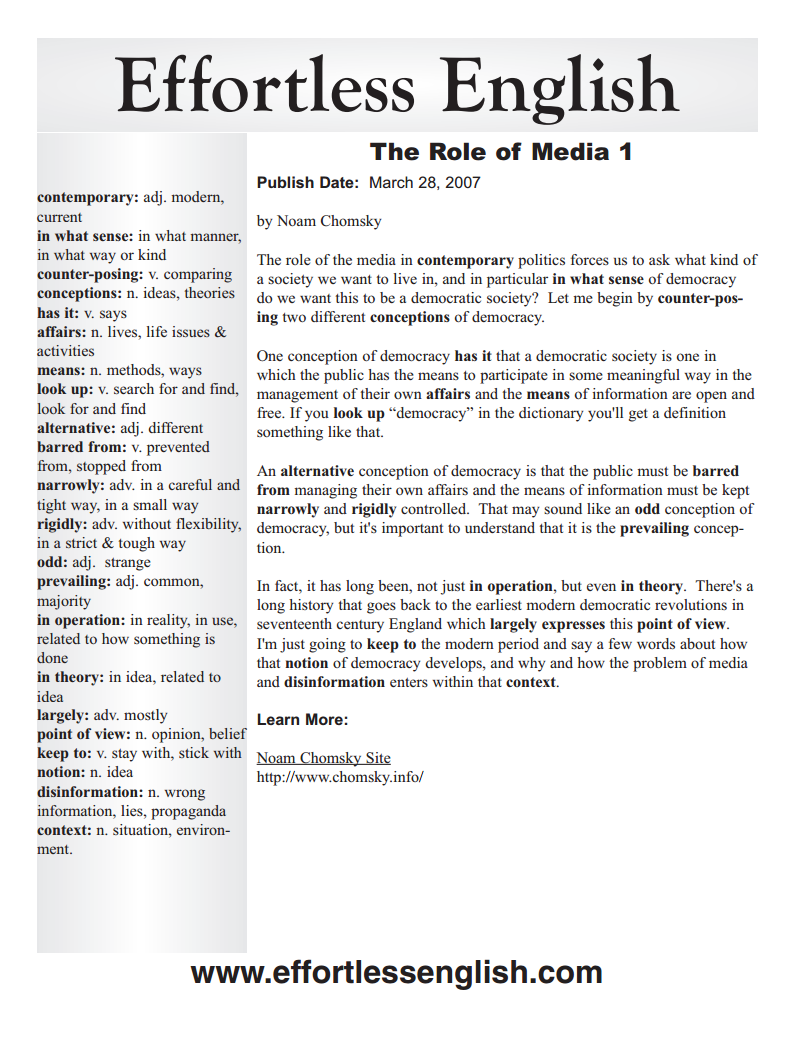 Effortless English
contemporary: adj. modern,
current
in what sense: in what manner,
in what way or kind
counter-posing: v. comparing
conceptions: n. ideas, theories
has it: v. says
affairs: n. lives, life issues &
activities
means: n. methods, ways
look up: v. search for and find,
look for and find
alternative: adj. different
barred from: v. prevented
from, stopped from
narrowly: adv. in a careful and
tight way, in a small way
rigidly: adv. without flexibility,
in a strict & tough way
odd: adj.  strange
prevailing: adj. common,
majority
in operation: in reality, in use,
related to how something is
done
in theory: in idea, related to
idea
largely: adv. mostly
point of view: n. opinion, belief
keep to: v. stay with, stick with
notion: n. idea
disinformation: n. wrong
information, lies, propaganda
context: n. situation, environ-
ment.
The Role of Media 1
Publish Date:  March 28, 2007
by Noam Chomsky
The role of the media in contemporary politics forces us to ask what kind of
a society we want to live in, and in particular in what sense of democracy
do we want this to be a democratic society?  Let me begin by counter-pos-
ing two different conceptions of democracy.
One conception of democracy has it that a democratic society is one in
which the public has the means to participate in some meaningful way in the
management of their own affairs and the means of information are open and
free. If you look up “democracy” in the dictionary you'll get a definition
something like that.
An alternative conception of democracy is that the public must be barred
from managing their own affairs and the means of information must be kept
narrowly and rigidly controlled.  That may sound like an odd conception of
democracy, but it's important to understand that it is the prevailing concep-
tion.
In fact, it has long been, not just in operation, but even in theory.  There's a
long history that goes back to the earliest modern democratic revolutions in
seventeenth century England which largely expresses this point of view.
I'm just going to keep to the modern period and say a few words about how
that notion of democracy develops, and why and how the problem of media
and disinformation enters within that context.
Learn More:
Noam Chomsky Site
http://www.chomsky.info/
www.effortlessenglish.com